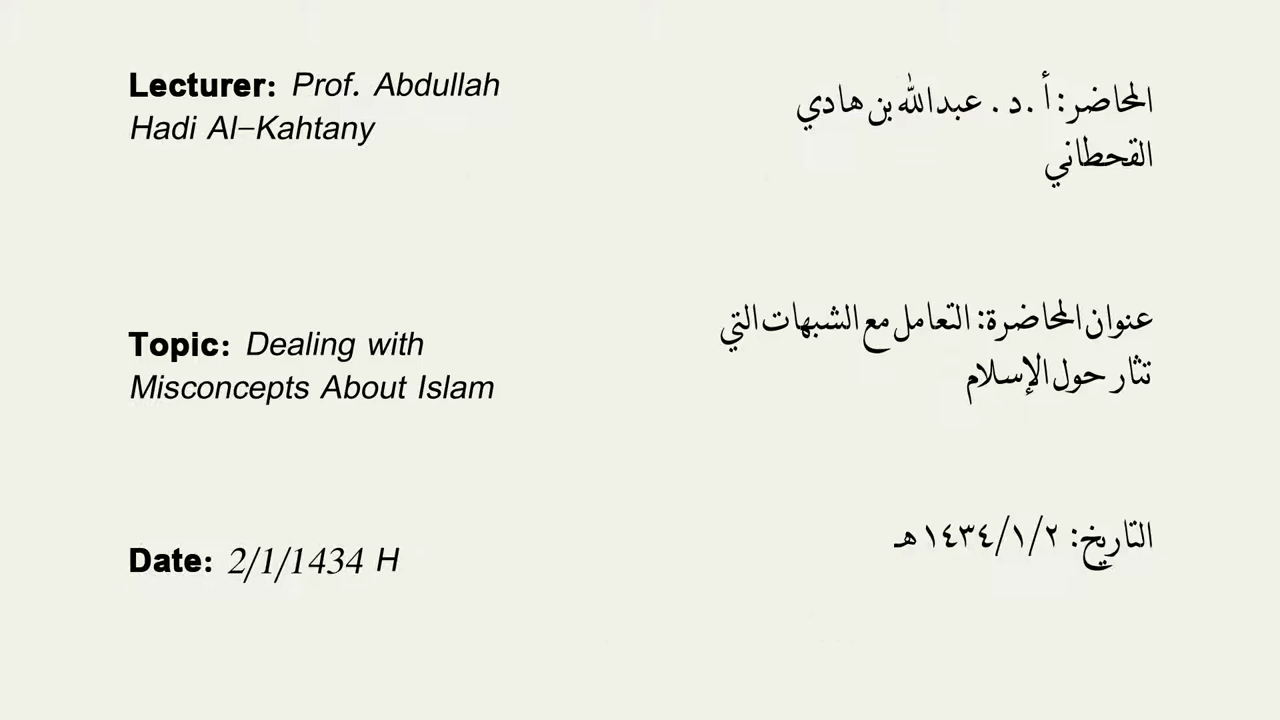 Lecturer: Prof. Abdullah
Hadi Al-Kahtany
المحاضر: أ.د. عبدالله بن هادي
القحطاني
Topic: Dealing with
Misconcepts About Islam
عنوان المحاضرة: التعامل مع الشبهات التي
تثار حول الإسلام
Date: 2/1/1434 H
التاريخ: ١٤٣٤/١/٢هـ